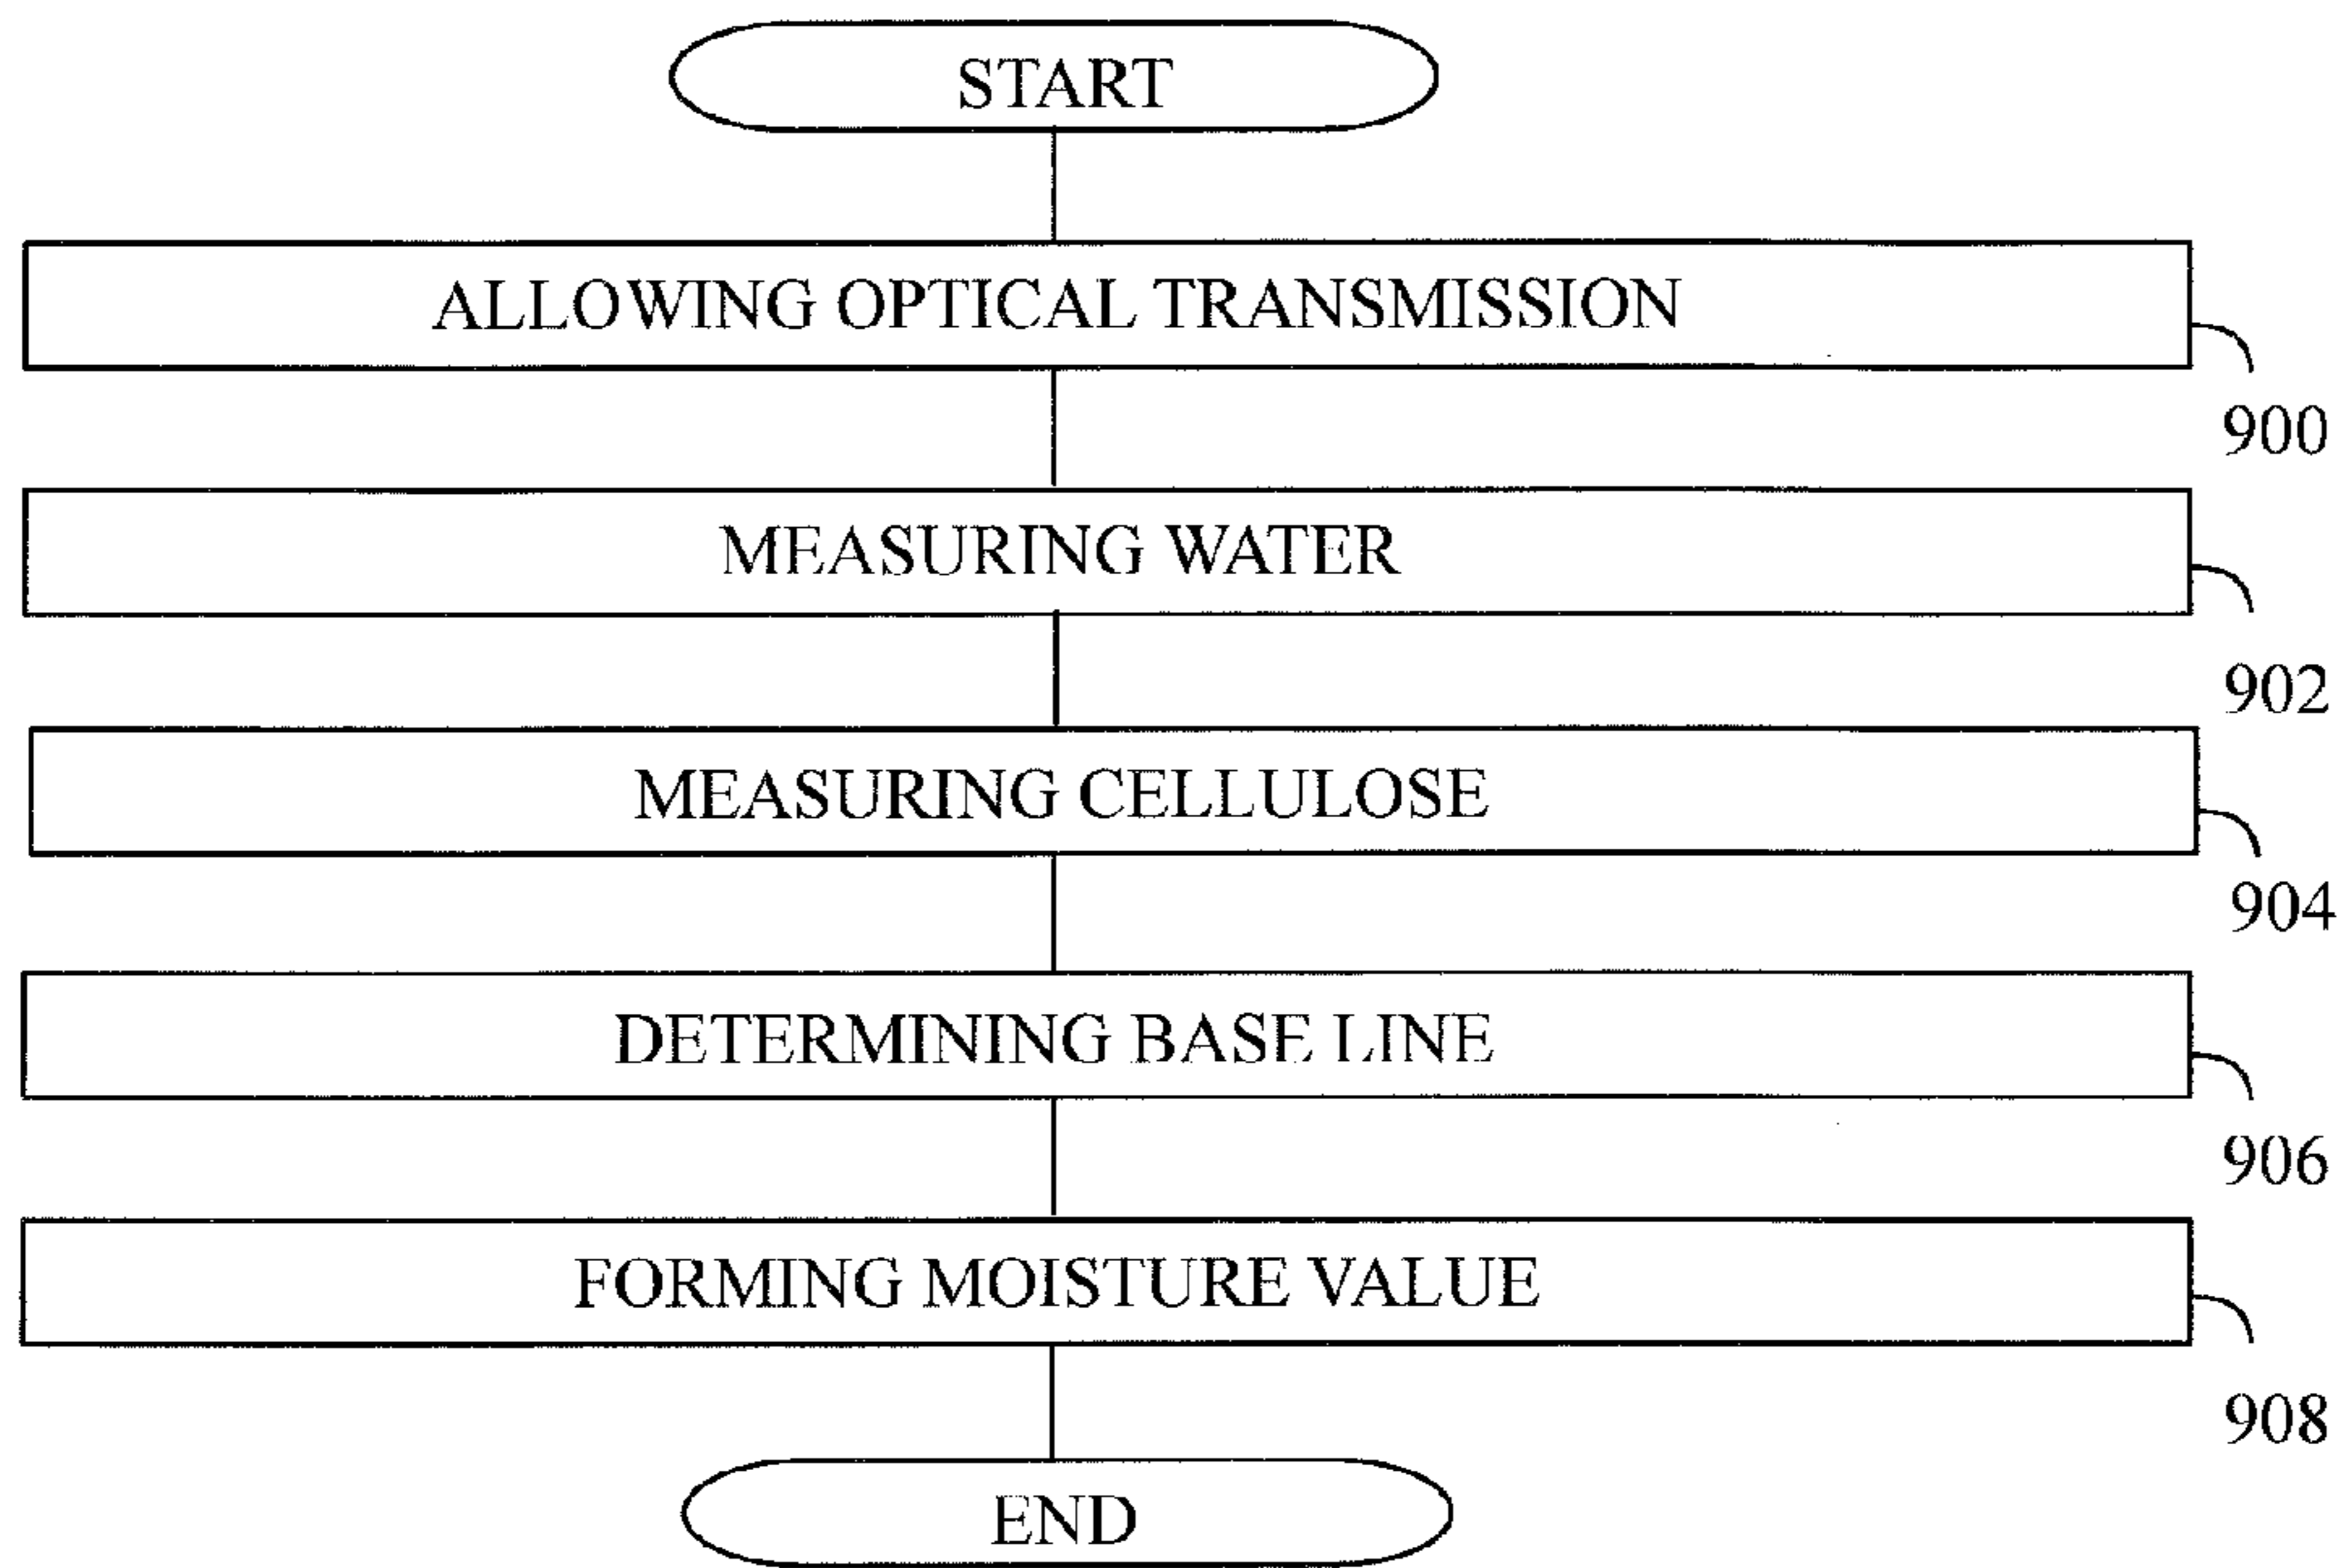 START
ALLOWING OPTICAL TRANSMISSION
900
MEASURING WATER
902
MEASURING CELLULOSE
904
DETERMINING BASE LINE
906
FORMING MOISTURE VALUE
908
END